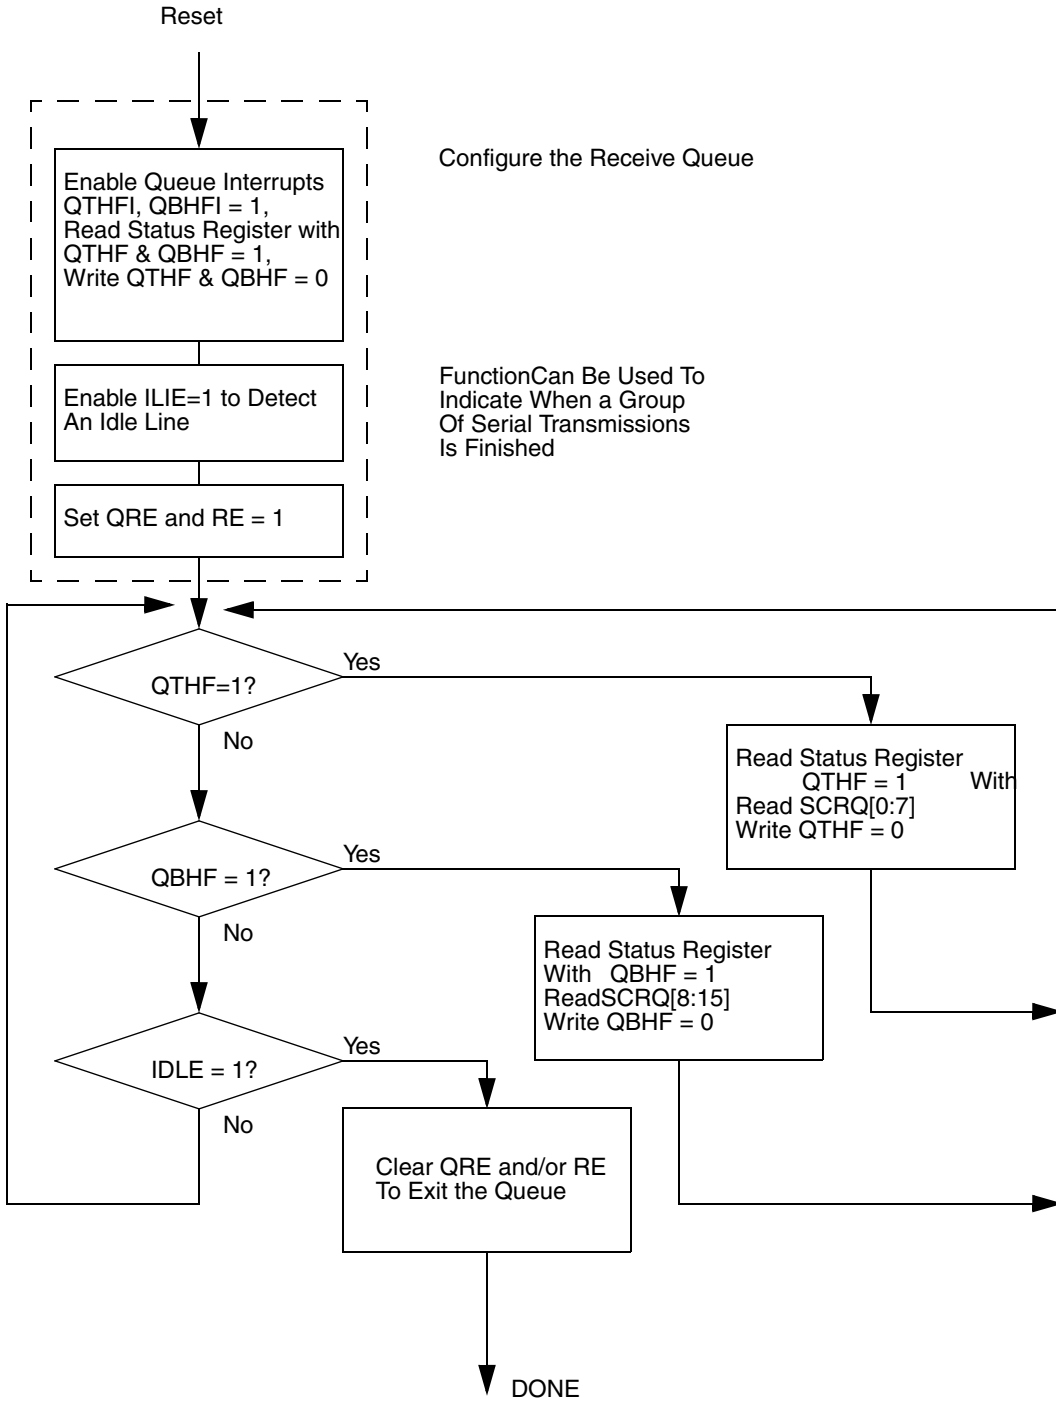 Reset
Configure the Receive Queue
Enable Queue Interrupts
QTHFI, QBHFI = 1,
Read Status Register with
QTHF & QBHF = 1,
Write QTHF & QBHF = 0
FunctionCan Be Used To
Indicate When a Group
Of Serial Transmissions
Is Finished
Enable ILIE=1 to Detect
An Idle Line
Set QRE and RE = 1
QTHF=1?
Yes
No
Read Status Register
QTHF = 1 With
Read SCRQ[0:7]
Write QTHF = 0
QBHF = 1?
Yes
No
Read Status Register
With QBHF = 1
ReadSCRQ[8:15]
Write QBHF = 0
IDLE = 1?
Yes
No
Clear QRE and/or RE
To Exit the Queue
DONE